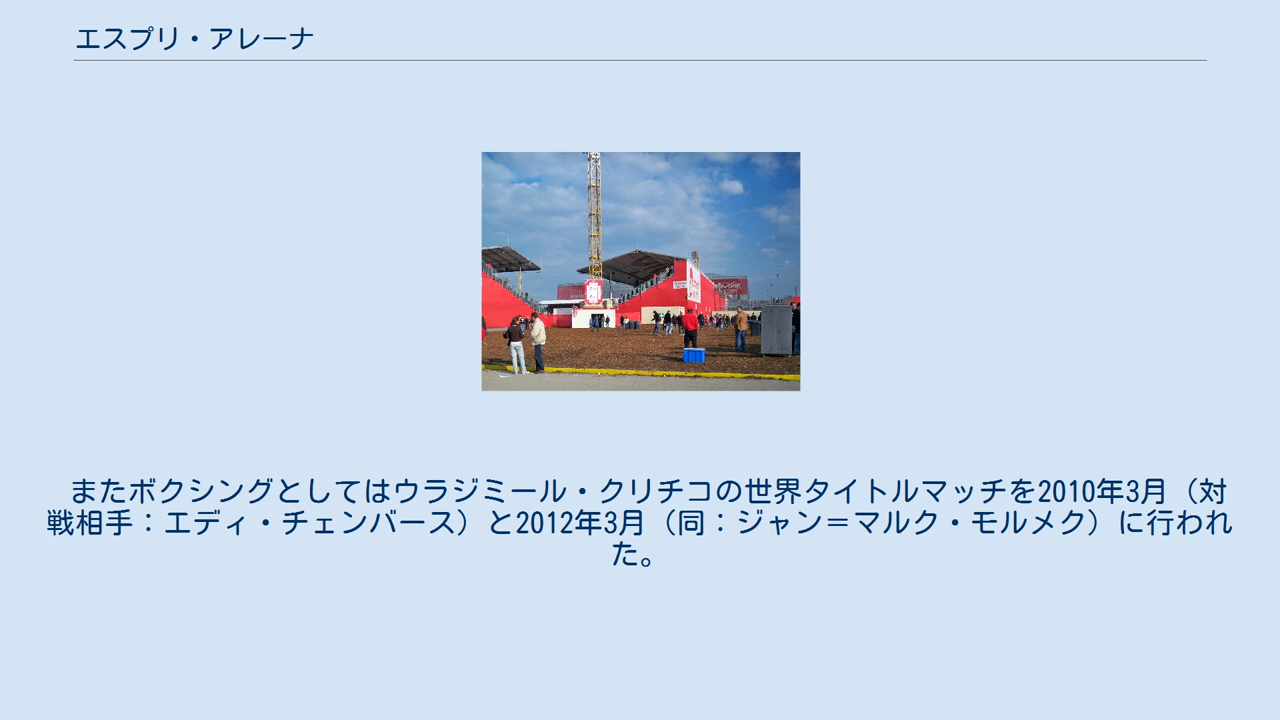 エスプリ・アレーナ
またボクシングとしてはウラジミール・クリチコの世界タイトルマッチを2010年3月（対
戦相手：エディ・チェンバース）と2012年3月（同：ジャン＝マルク・モルメク）に行われ
た。